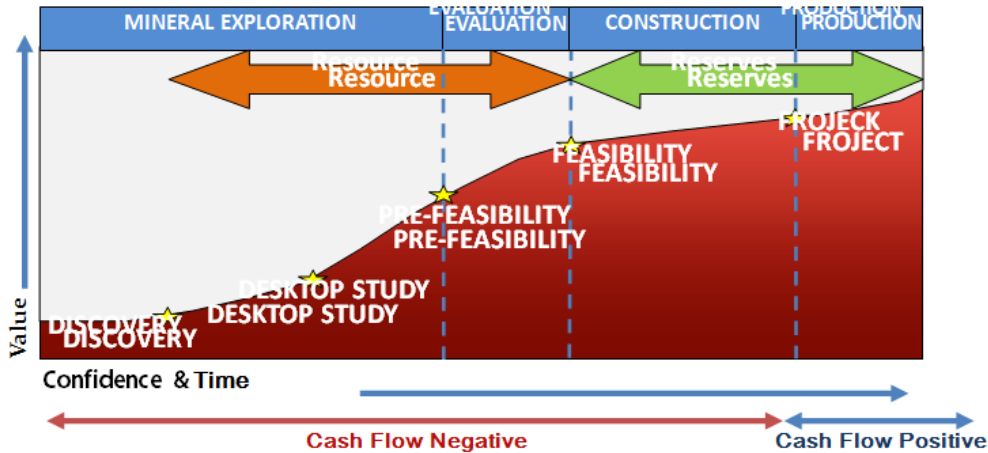 EVALUATION
PRODUCTION
MINERAL EXPLORATION
EVALUATION
CONSTRUCTION
PRODUCTION
Resource
Resource
Reserves
Reserves
PROJECK
FROJECT
FEASIBILITY
FEASIBILITY
PRE-FEASIBILITY
PRE-FEASIBILITY
DESKTOP STUDY
DESKTOP STUDY
DISCOVERY
DISCOVERY
Value
Confidence & Time
Cash Flow Negative
Cash Flow Positive